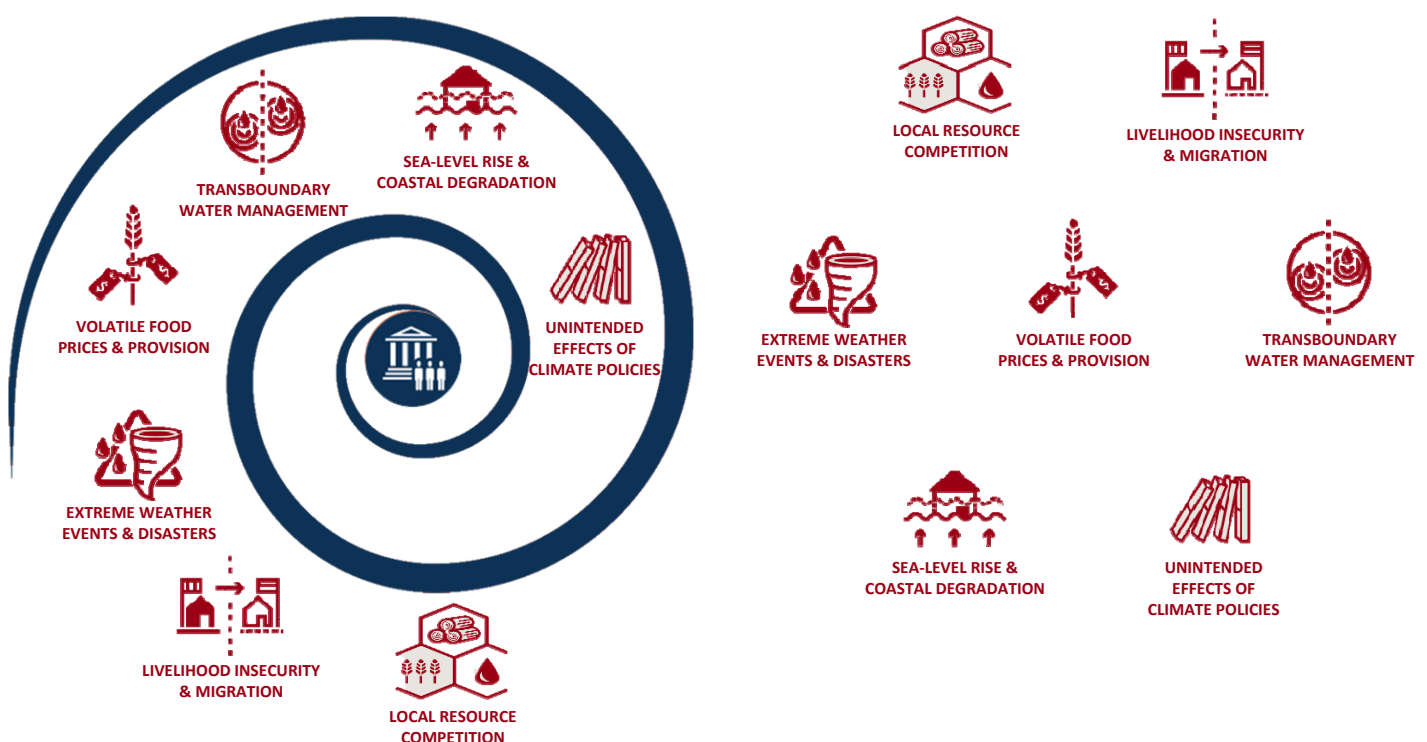 SEA-LEVEL RISE &
COASTAL DEGRADATION
TRANSBOUNDARY
WATER MANAGEMENT
VOLATILE FOOD
PRICES & PROVISION
UNINTENDED
EFFECTS OF
CLIMATE POLICIES
EXTREME WEATHER
EVENTS & DISASTERS
LIVELIHOOD INSECURITY
& MIGRATION
LOCAL RESOURCE
COMPETITION
LOCAL RESOURCE
COMPETITION
LIVELIHOOD INSECURITY
& MIGRATION
EXTREME WEATHER
EVENTS & DISASTERS
VOLATILE FOOD
PRICES & PROVISION
TRANSBOUNDARY
WATER MANAGEMENT
SEA-LEVEL RISE &
COASTAL DEGRADATION
UNINTENDED
EFFECTS OF
CLIMATE POLICIES